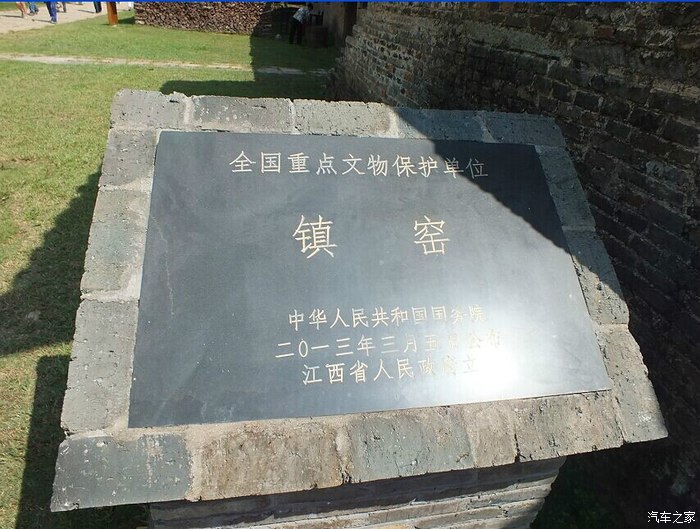 全国重点文物保护单位
镇 窑
中华人民共和国国务院
二〇一三年三月五日公布
江西省人民政府立
汽车之家